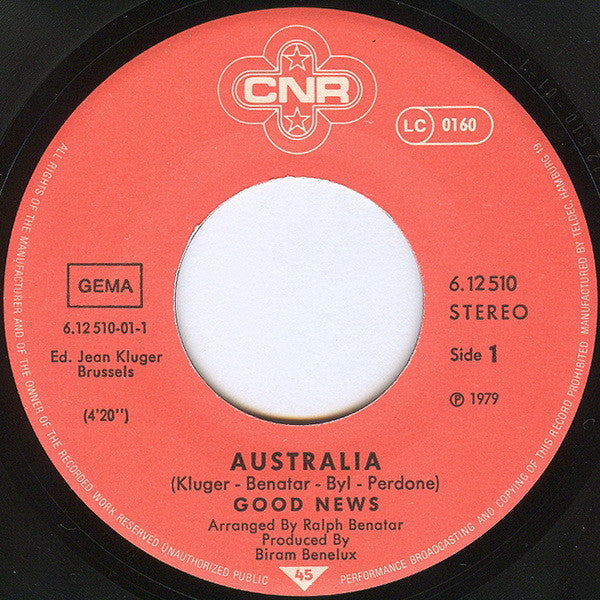 CNR
LC 0160
GEMA
6.12 510-01-1
Ed. Jean Kluger
Brussels
(4'20")
6.12 510
STEREO
Side 1
℗ 1979
AUSTRALIA
(Kluger - Benatar - Byl - Perdone)
GOOD NEWS
Arranged By Ralph Benatar
Produced By
Biram Benelux
45
ALL RIGHTS OF THE MANUFACTURER AND OF THE OWNER OF THE RECORDED WORK RESERVED UNAUTHORIZED PUBLIC PERFORMANCE BROADCASTING AND COPYING OF THIS RECORD PROHIBITED MANUFACTURED BY TELDEC HAMBURG 19